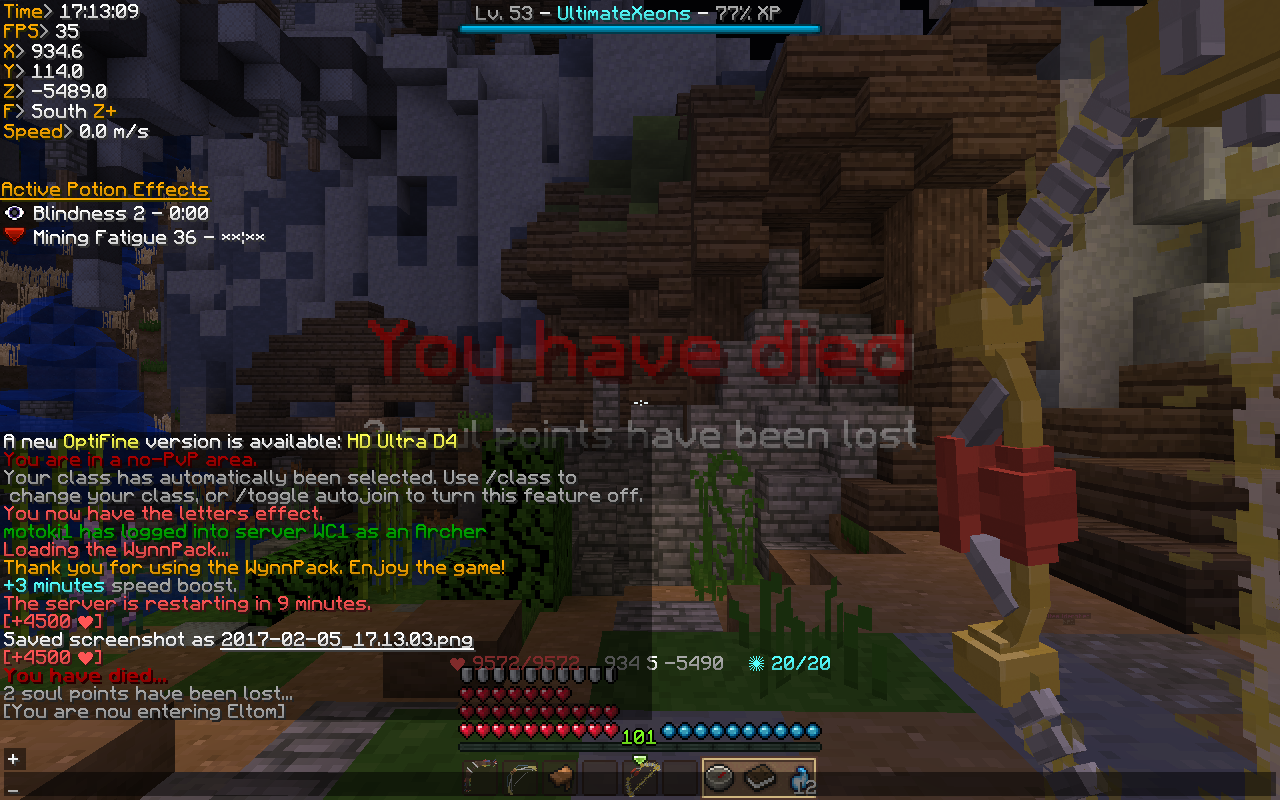 Time> 17:13:09
FPS> 35
X> 934.6
Y> 114.0
Z> -5489.0
F> South Z+
Speed> 0.0 m/s
Lv. 53 - UltimateXeons - 77% XP
Active Potion Effects
Blindness 2 - 0:00
Mining Fatigue 36 - **:**
You have died
2 soul points have been lost
A new OptiFine version is available: HD Ultra D4
You are in a no-PvP area.
Your class has automatically been selected. Use /class to
change your class, or /toggle autojoin to turn this feature off.
You now have the letters effect.
motoki1 has logged into server WC1 as an Archer
Loading the WynnPack...
Thank you for using the WynnPack. Enjoy the game!
+3 minutes speed boost.
The server is restarting in 9 minutes.
[+4500 ❤]
Saved screenshot as 2017-02-05_17.13.03.png
[+4500 ❤]
You have died...
2 soul points have been lost...
[You are now entering Eltom]
❤ 9572/9572 934 S -5490 ✺ 20/20
101
12
+
-